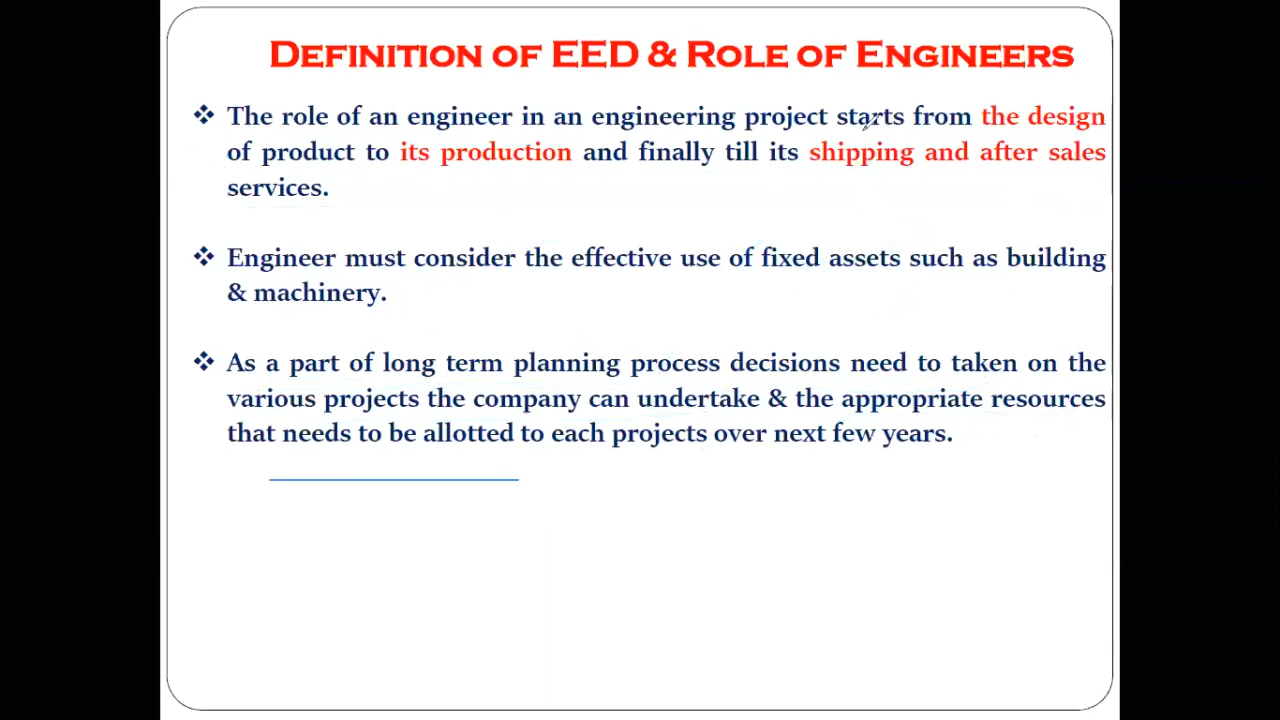 DEFINITION OF EED & ROLE OF ENGINEERS
❖ The role of an engineer in an engineering project starts from the design
of product to its production and finally till its shipping and after sales
services.
❖ Engineer must consider the effective use of fixed assets such as building
& machinery.
❖ As a part of long term planning process decisions need to taken on the
various projects the company can undertake & the appropriate resources
that needs to be allotted to each projects over next few years.